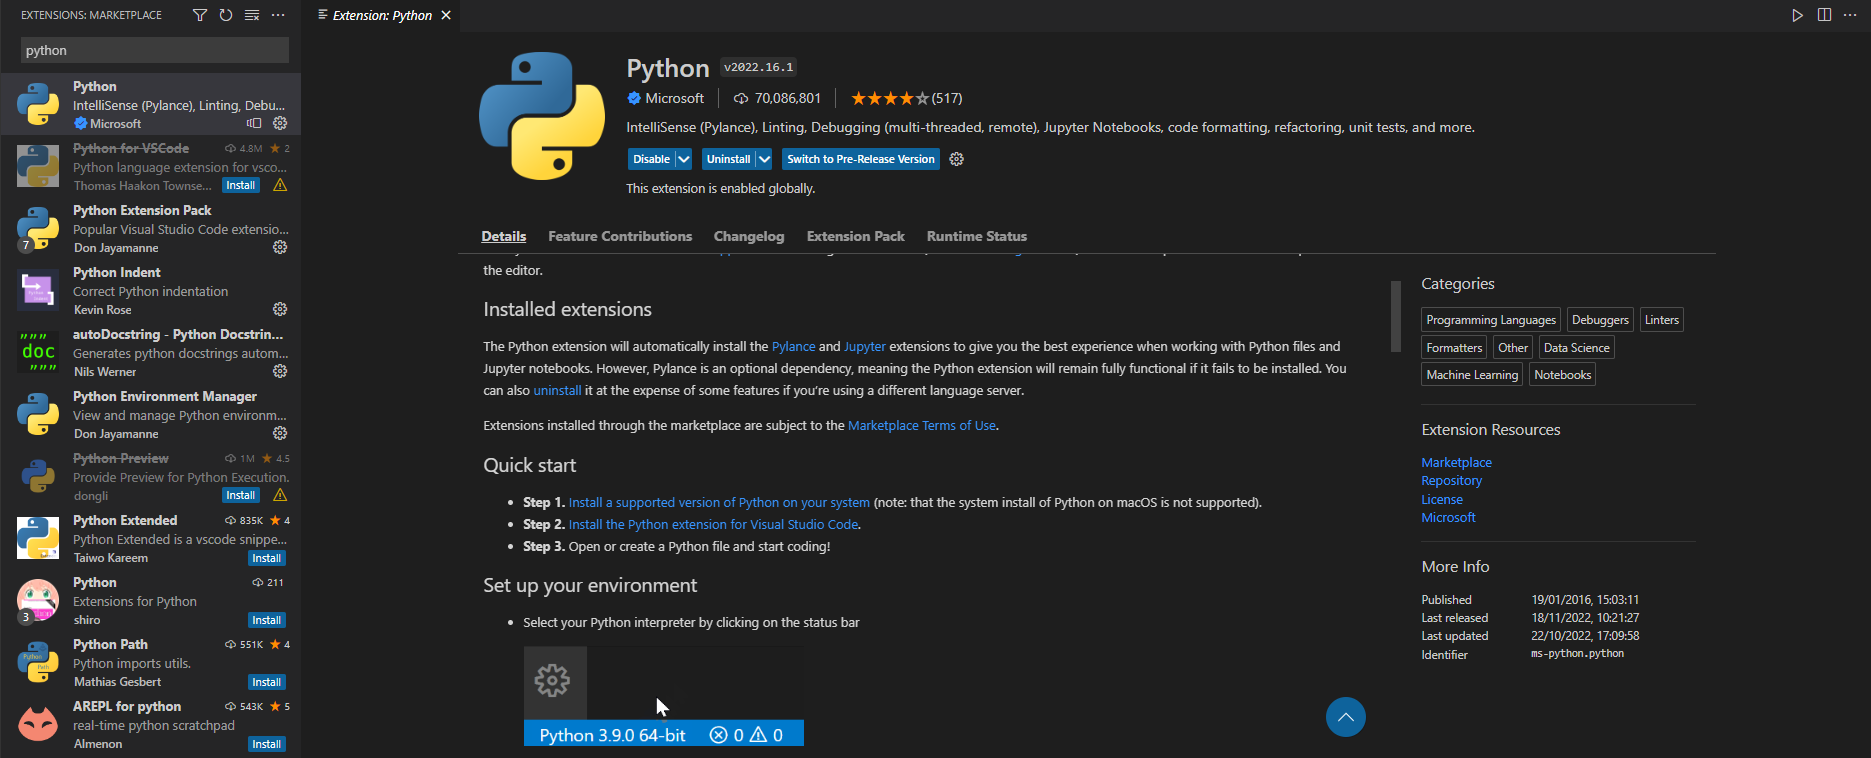 EXTENSIONS: MARKETPLACE
python
Python
IntelliSense (Pylance), Linting, Debu...
Microsoft
Python for VSCode 4.8M ★ 2
Python language extension for vsco...
Thomas Haakon Townse... Install
Python Extension Pack
Popular Visual Studio Code extensio...
7
Don Jayamanne
Python Indent
Correct Python indentation
Kevin Rose
autoDocstring - Python Docstrin...
""" doc """
Generates python docstrings autom...
Nils Werner
Python Environment Manager
View and manage Python environm...
Don Jayamanne
Python Preview 1M ★ 4.5
Provide Preview for Python Execution.
dongli Install
Python Extended 835K ★ 4
Python Extended is a vscode snippe...
Taiwo Kareem Install
Python 211
Extensions for Python
3
shiro Install
Python Path 551K ★ 4
Python
Path
Python imports utils.
Mathias Gesbert Install
AREPL for python 543K ★ 5
real-time python scratchpad
Almenon Install
Extension: Python
Python v2022.16.1
Microsoft 70,086,801 ★★★★☆(517)
IntelliSense (Pylance), Linting, Debugging (multi-threaded, remote), Jupyter Notebooks, code formatting, refactoring, unit tests, and more.
Disable Uninstall Switch to Pre-Release Version
This extension is enabled globally.
Details Feature Contributions Changelog Extension Pack Runtime Status
the editor.
Installed extensions
The Python extension will automatically install the Pylance and Jupyter extensions to give you the best experience when working with Python files and
Jupyter notebooks. However, Pylance is an optional dependency, meaning the Python extension will remain fully functional if it fails to be installed. You
can also uninstall it at the expense of some features if you're using a different language server.
Extensions installed through the marketplace are subject to the Marketplace Terms of Use.
Quick start
• Step 1. Install a supported version of Python on your system (note: that the system install of Python on macOS is not supported).
• Step 2. Install the Python extension for Visual Studio Code.
• Step 3. Open or create a Python file and start coding!
Set up your environment
• Select your Python interpreter by clicking on the status bar
Python 3.9.0 64-bit 0 0
Categories
Programming Languages Debuggers Linters
Formatters Other Data Science
Machine Learning Notebooks
Extension Resources
Marketplace
Repository
License
Microsoft
More Info
Published 19/01/2016, 15:03:11
Last released 18/11/2022, 10:21:27
Last updated 22/10/2022, 17:09:58
Identifier ms-python.python